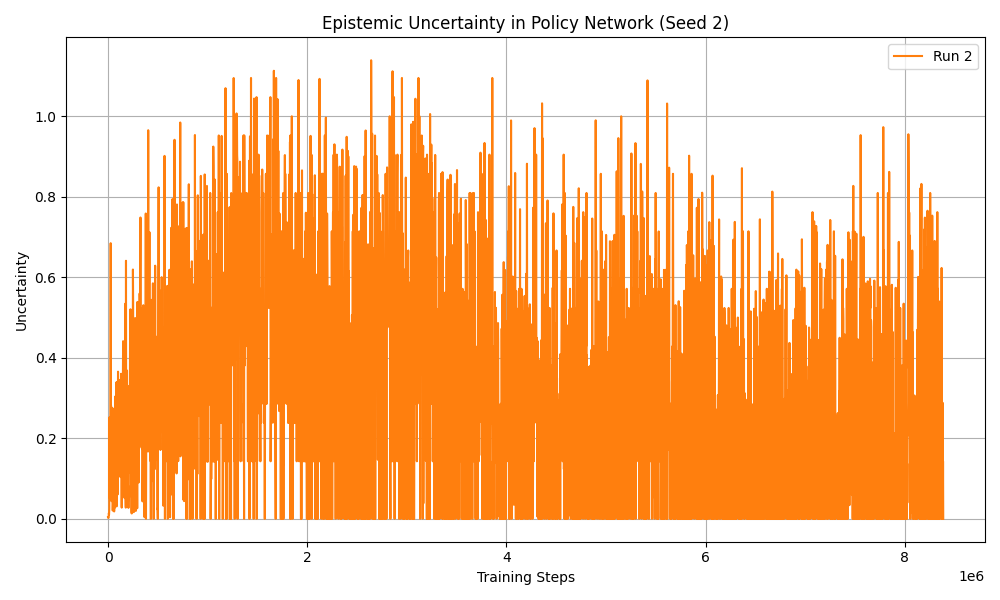 Epistemic Uncertainty in Policy Network (Seed 2)
Run 2
Uncertainty
1.0
0.8
0.6
0.4
0.2
0.0
0 2 4 6 8
1e6
Training Steps